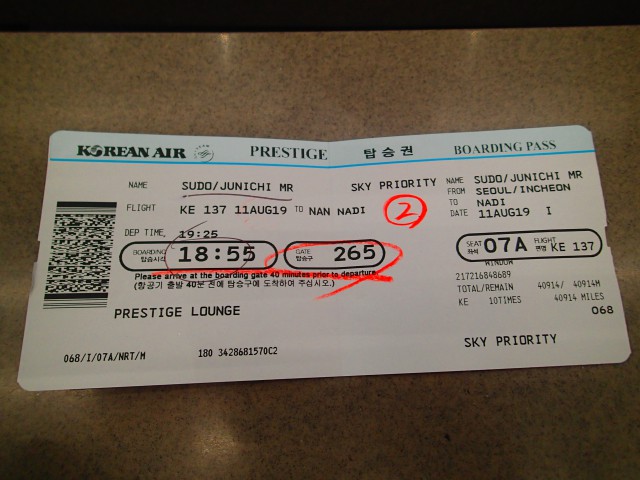 KOREAN AIR PRESTIGE 탑승권 BOARDING PASS
NAME SUDO/JUNICHI MR SKY PRIORITY
FLIGHT KE 137 11AUG19 TO NAN NADI 2
DEP TIME 19:25
BOARDING 탑승시각 18:55 GATE 탑승구 265
Please arrive at the boarding gate 40 minutes prior to departure
(항공기 출발 40분 전에 탑승구에 도착하여 주십시오.)
PRESTIGE LOUNGE
068/I/07A/NRT/M 180 3428681570C2
NAME SUDO/JUNICHI MR
FROM SEOUL/INCHEON
TO NADI
DATE 11AUG19 I
SEAT 좌석 07A FLIGHT 편명 KE 137
WINDOW
217216848689
TOTAL/REMAIN 40914/ 40914M
KE 10TIMES 40914 MILES
068
SKY PRIORITY